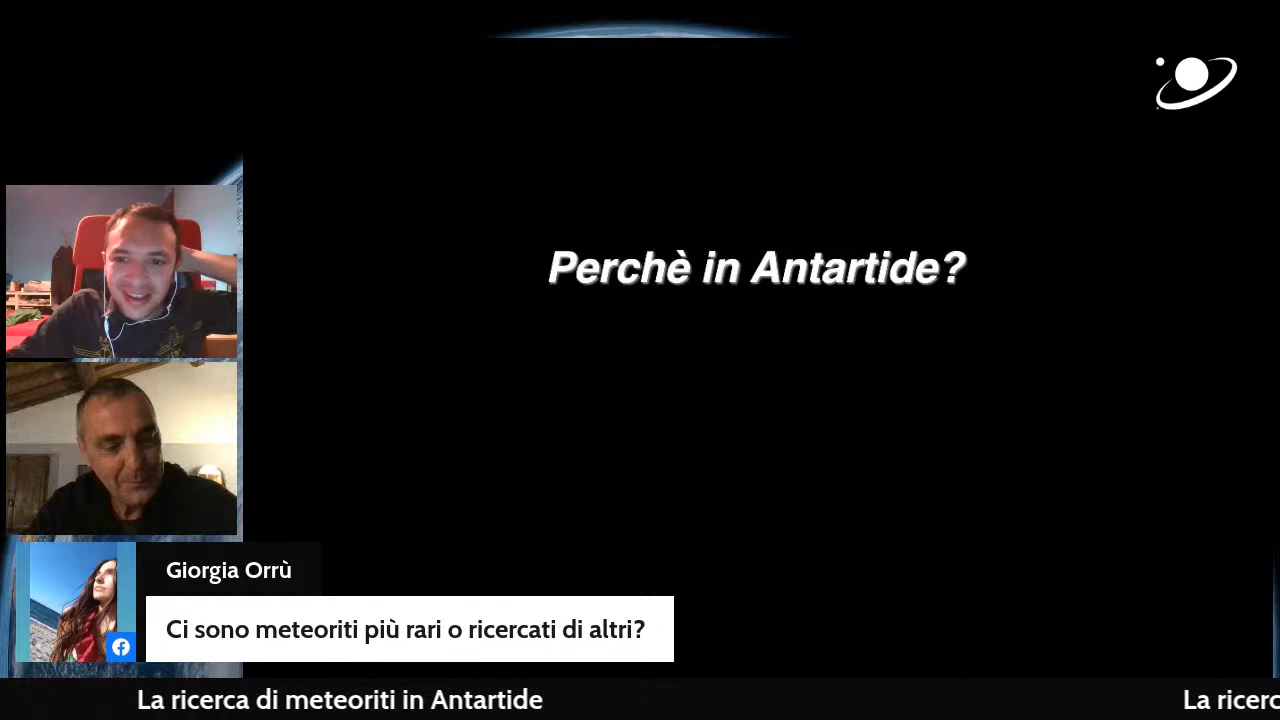 Perchè in Antartide?
Giorgia Orrù
Ci sono meteoriti più rari o ricercati di altri?
La ricerca di meteoriti in Antartide
La ricerc